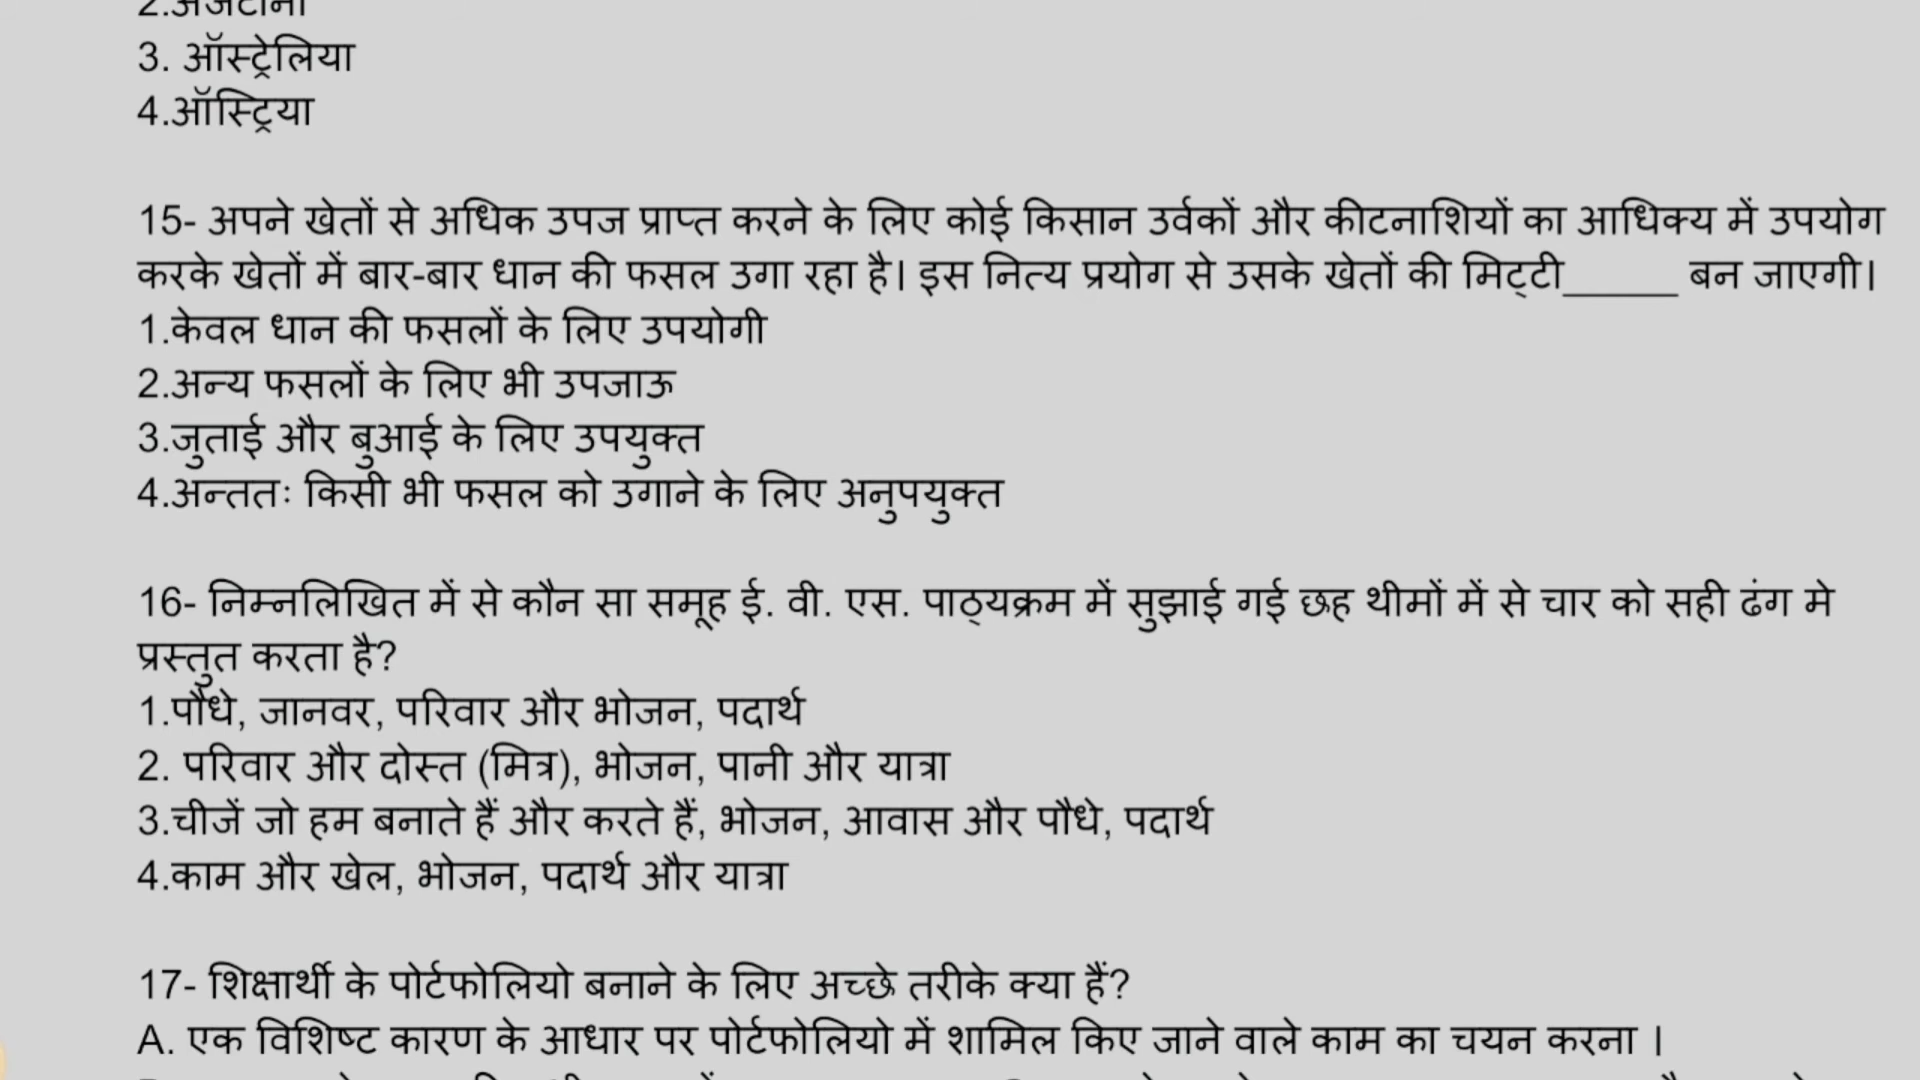 3. ऑस्ट्रेलिया
4.ऑस्ट्रिया
15- अपने खेतों से अधिक उपज प्राप्त करने के लिए कोई किसान उर्वकों और कीटनाशियों का आधिक्य में उपयोग
करके खेतों में बार-बार धान की फसल उगा रहा है। इस नित्य प्रयोग से उसके खेतों की मिट्टी______ बन जाएगी।
1.केवल धान की फसलों के लिए उपयोगी
2.अन्य फसलों के लिए भी उपजाऊ
3.जुताई और बुआई के लिए उपयुक्त
4.अन्ततः किसी भी फसल को उगाने के लिए अनुपयुक्त
16- निम्नलिखित में से कौन सा समूह ई. वी. एस. पाठ्यक्रम में सुझाई गई छह थीमों में से चार को सही ढंग मे
प्रस्तुत करता है?
1.पौधे, जानवर, परिवार और भोजन, पदार्थ
2. परिवार और दोस्त (मित्र), भोजन, पानी और यात्रा
3.चीजें जो हम बनाते हैं और करते हैं, भोजन, आवास और पौधे, पदार्थ
4.काम और खेल, भोजन, पदार्थ और यात्रा
17- शिक्षार्थी के पोर्टफोलियो बनाने के लिए अच्छे तरीके क्या हैं?
A. एक विशिष्ट कारण के आधार पर पोर्टफोलियो में शामिल किए जाने वाले काम का चयन करना ।